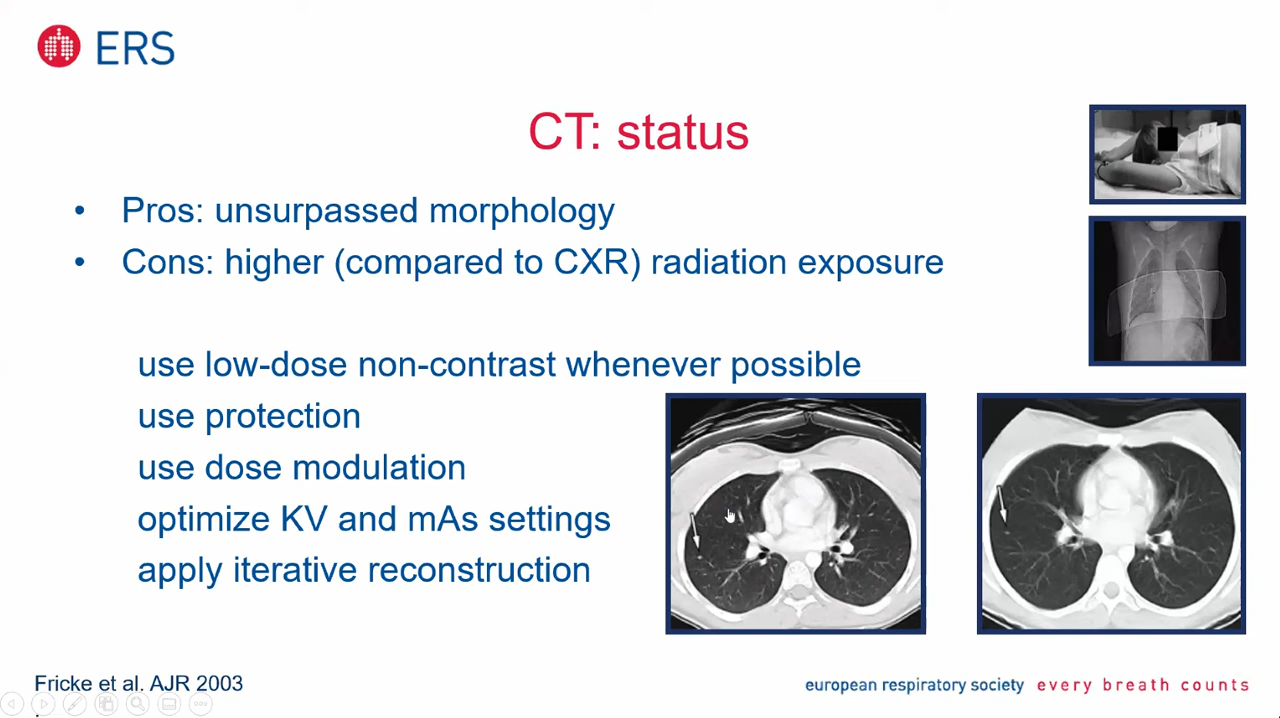 ERS
CT: status
• Pros: unsurpassed morphology
• Cons: higher (compared to CXR) radiation exposure
use low-dose non-contrast whenever possible
use protection
use dose modulation
optimize KV and mAs settings
apply iterative reconstruction
Fricke et al. AJR 2003
european respiratory society every breath counts